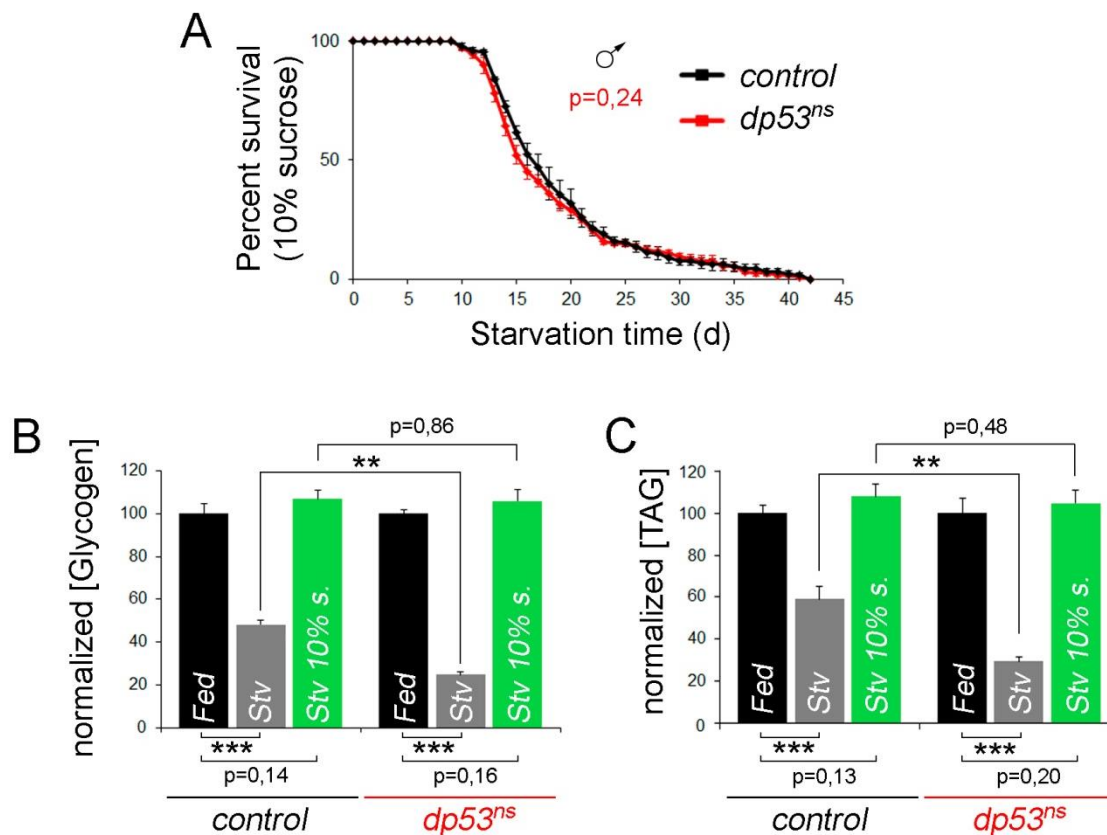 A
Percent survival
(10% sucrose)
100
50
0
♂
p=0,24
control
dp53ns
0 5 10 15 20 25 30 35 40 45
Starvation time (d)
B
normalized [Glycogen]
120
100
80
60
40
20
0
p=0,86
**
Fed
Stv
Stv 10% s.
Fed
Stv
Stv 10% s.
*** ***
p=0,14 p=0,16
control dp53ns
C
normalized [TAG]
120
100
80
60
40
20
0
p=0,48
**
Fed
Stv
Stv 10% s.
Fed
Stv
Stv 10% s.
*** ***
p=0,13 p=0,20
control dp53ns